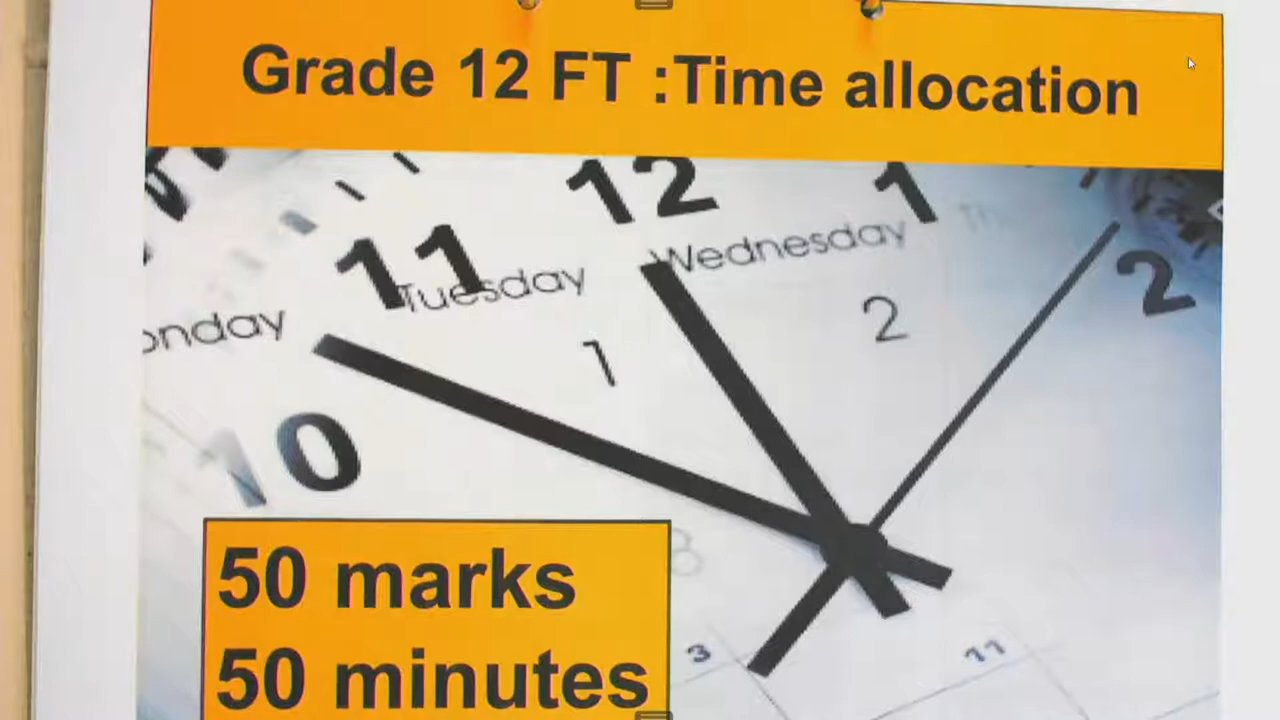 Grade 12 FT :Time allocation
12
1
11
Tuesday
Wednesday
2
onday
1
2
10
50 marks
50 minutes
3
11